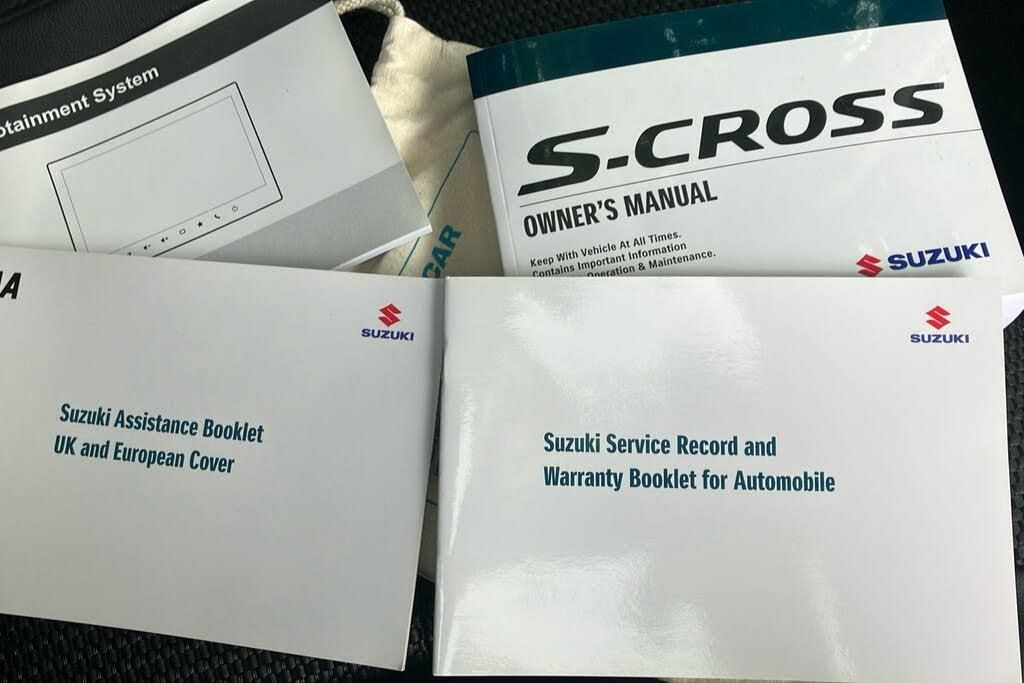 otainment System
S-CROSS
OWNER'S MANUAL
Keep With Vehicle At All Times.
Contains Important Information
Operation & Maintenance.
SUZUKI
CAR
SUZUKI
Suzuki Assistance Booklet
UK and European Cover
SUZUKI
Suzuki Service Record and
Warranty Booklet for Automobile